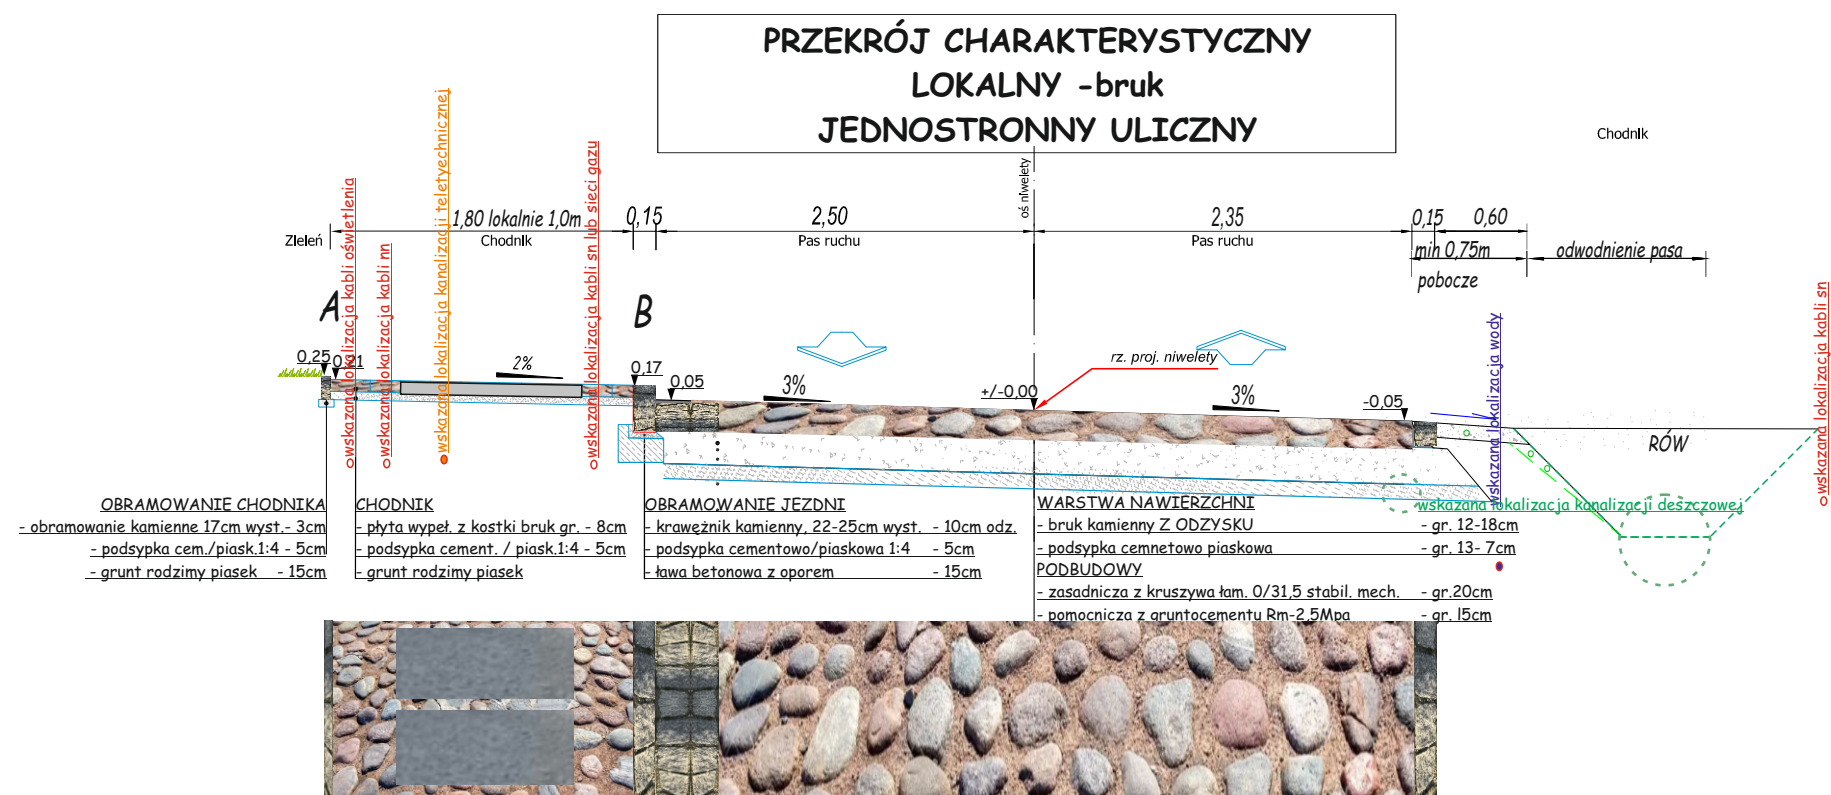 PRZEKRÓJ CHARAKTERYSTYCZNY
LOKALNY -bruk
JEDNOSTRONNY ULICZNY
Chodnik
oś niwelety
1,80 lokalnie 1,0m
0,15
2,50
2,35
0,15
0,60
Zieleń
Chodnik
Pas ruchu
Pas ruchu
min 0,75m
pobocze
odwodnienie pasa
wskazana lokalizacja kabli oświetlenia
wskazana lokalizacja kabli nn
wskazana lokalizacja kanalizacji teletyechnicznej
wskazana lokalizacja kabli sn lub sieci gazu
wskazana lokalizacja wody
wskazana lokalizacja kabli sn
A
B
0,25
0,21
2%
0,17
0,05
3%
+/-0,00
rz. proj. niwelety
3%
-0,05
RÓW
wskazana lokalizacja kanalizacji deszczowej
OBRAMOWANIE CHODNIKA
- obramowanie kamienne 17cm wyst.- 3cm
- podsypka cem./piask.1:4 - 5cm
- grunt rodzimy piasek - 15cm
CHODNIK
- płyta wypeł. z kostki bruk gr. - 8cm
- podsypka cement. / piask.1:4 - 5cm
- grunt rodzimy piasek
OBRAMOWANIE JEZDNI
- krawężnik kamienny, 22-25cm wyst. - 10cm odz.
- podsypka cementowo/piaskowa 1:4 - 5cm
- ława betonowa z oporem - 15cm
WARSTWA NAWIERZCHNI
- bruk kamienny Z ODZYSKU - gr. 12-18cm
- podsypka cemnetowo piaskowa - gr. 13- 7cm
PODBUDOWY
- zasadnicza z kruszywa łam. 0/31,5 stabil. mech. - gr.20cm
- pomocnicza z gruntocementu Rm-2,5Mpa - gr. 15cm